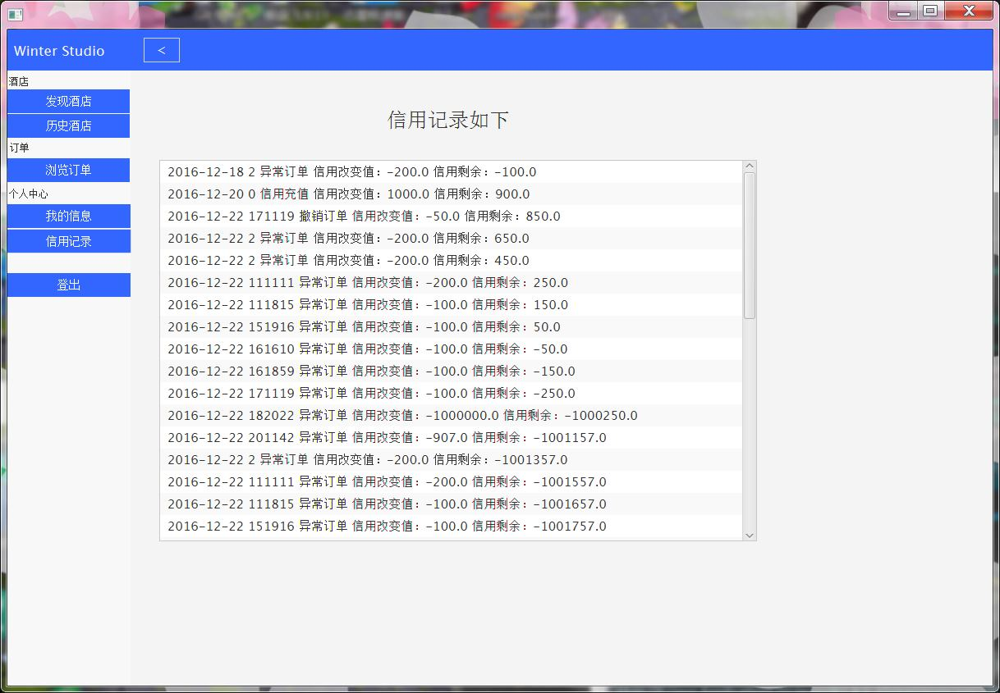 Winter Studio
<
酒店
发现酒店
历史酒店
订单
浏览订单
个人中心
我的信息
信用记录
登出
信用记录如下
2016-12-18 2 异常订单 信用改变值：-200.0 信用剩余：-100.0
2016-12-20 0 信用充值 信用改变值：1000.0 信用剩余：900.0
2016-12-22 171119 撤销订单 信用改变值：-50.0 信用剩余：850.0
2016-12-22 2 异常订单 信用改变值：-200.0 信用剩余：650.0
2016-12-22 2 异常订单 信用改变值：-200.0 信用剩余：450.0
2016-12-22 111111 异常订单 信用改变值：-200.0 信用剩余：250.0
2016-12-22 111815 异常订单 信用改变值：-100.0 信用剩余：150.0
2016-12-22 151916 异常订单 信用改变值：-100.0 信用剩余：50.0
2016-12-22 161610 异常订单 信用改变值：-100.0 信用剩余：-50.0
2016-12-22 161859 异常订单 信用改变值：-100.0 信用剩余：-150.0
2016-12-22 171119 异常订单 信用改变值：-100.0 信用剩余：-250.0
2016-12-22 182022 异常订单 信用改变值：-1000000.0 信用剩余：-1000250.0
2016-12-22 201142 异常订单 信用改变值：-907.0 信用剩余：-1001157.0
2016-12-22 2 异常订单 信用改变值：-200.0 信用剩余：-1001357.0
2016-12-22 111111 异常订单 信用改变值：-200.0 信用剩余：-1001557.0
2016-12-22 111815 异常订单 信用改变值：-100.0 信用剩余：-1001657.0
2016-12-22 151916 异常订单 信用改变值：-100.0 信用剩余：-1001757.0